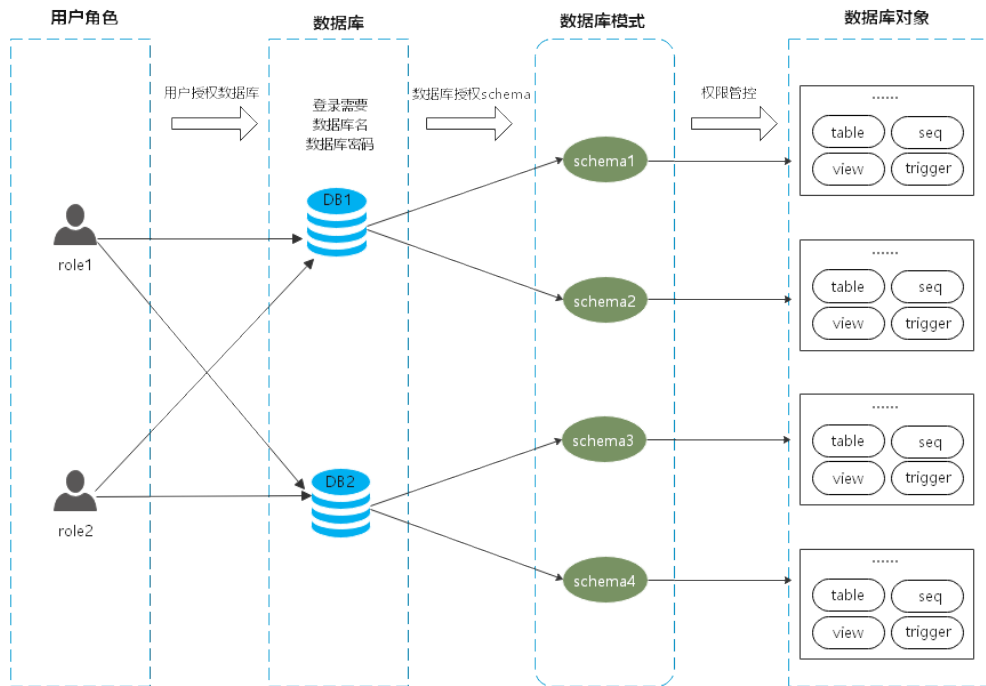 用户角色
数据库
数据库模式
数据库对象
用户授权数据库
数据库授权schema
权限管控
登录需要
数据库名
数据库密码
role1
role2
DB1
DB2
schema1
schema2
schema3
schema4
......
table
seq
view
trigger
......
table
seq
view
trigger
......
table
seq
view
trigger
......
table
seq
view
trigger